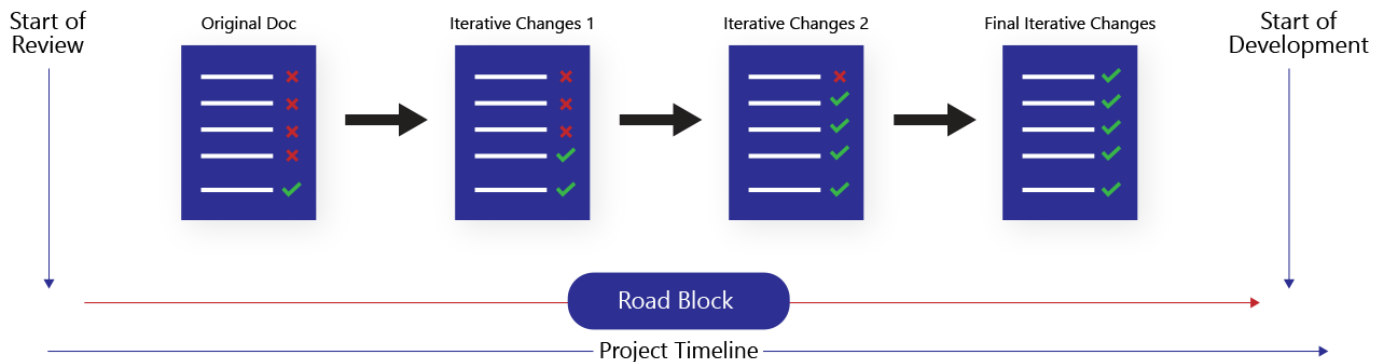 Start of
Review
Original Doc
Iterative Changes 1
Iterative Changes 2
Final Iterative Changes
Start of
Development
Road Block
Project Timeline